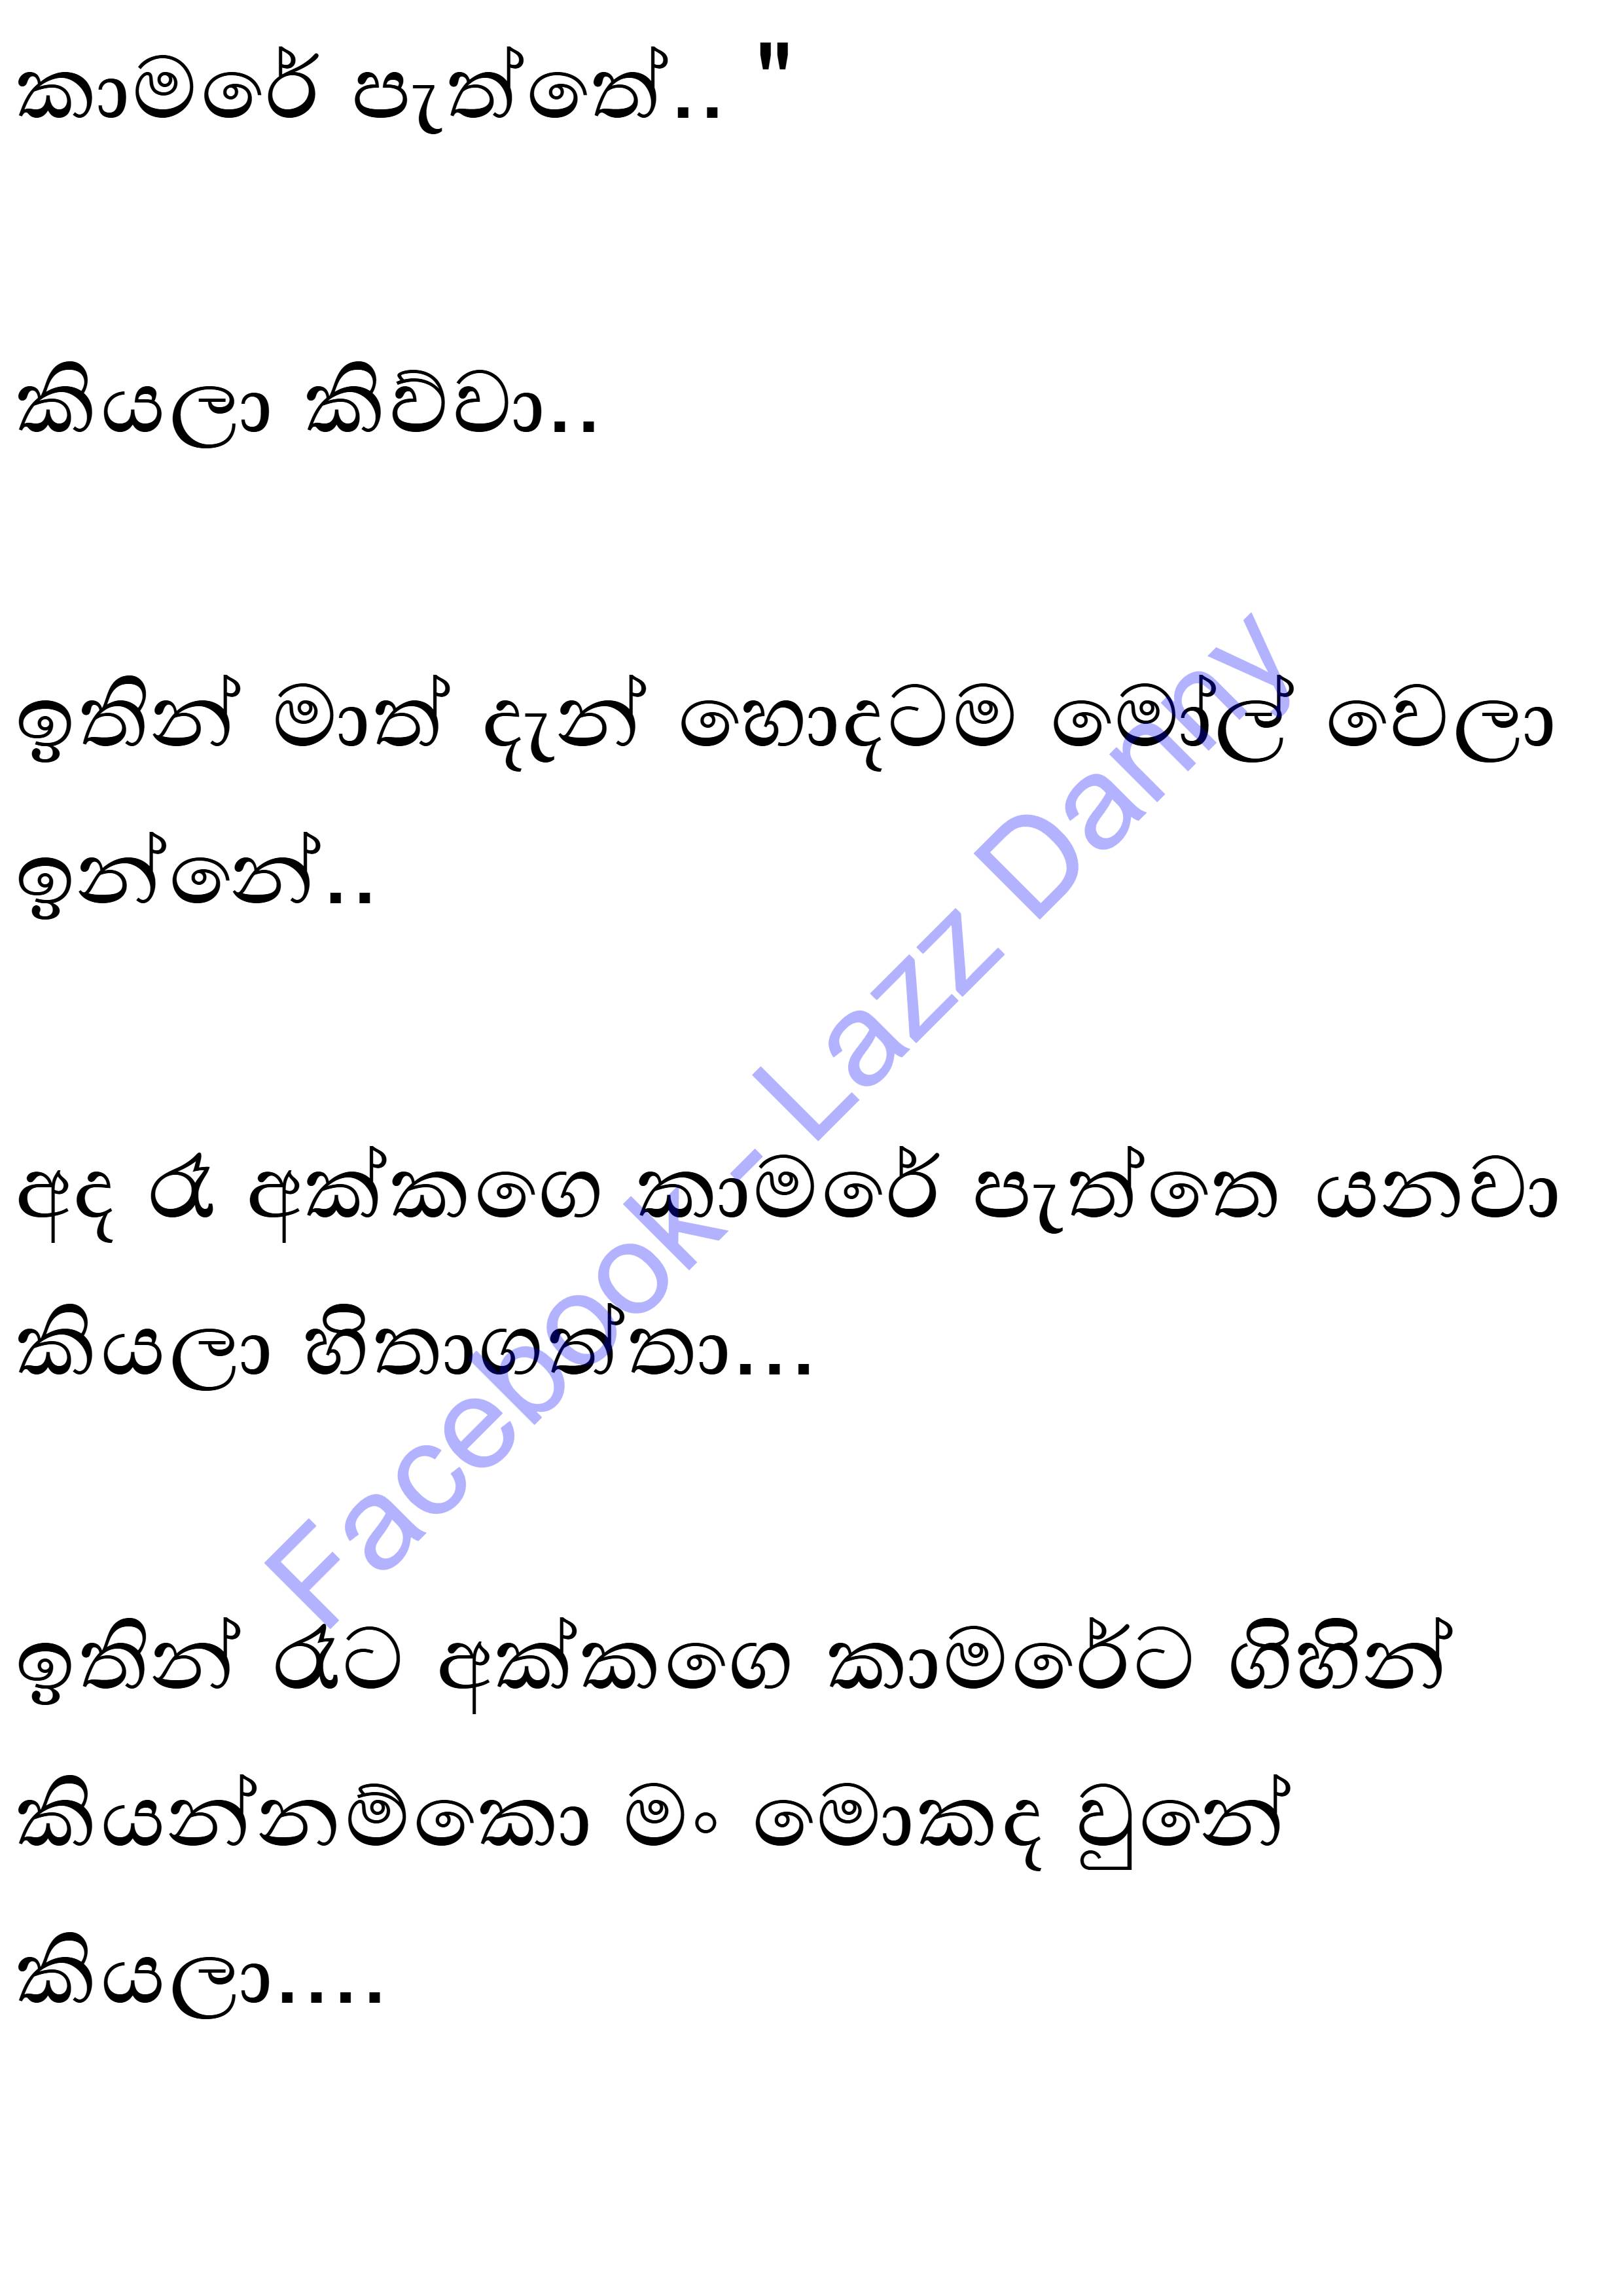 කාමරේ පැත්තේ.. "
කියලා කිව්වා..
ඉතින් මාත් දැන් හොදටම මෝල් වෙලා
ඉන්නේ..
අද රෑ අක්කගෙ කාමරේ පැත්තෙ යනවා
කියලා හිතාගත්තා...
ඉතින් රෑට අක්කගෙ කාමරේට ගිහින්
කියන්නම්කො මං මොකද වුනේ
කියලා....
Facebook- Lazz Danny